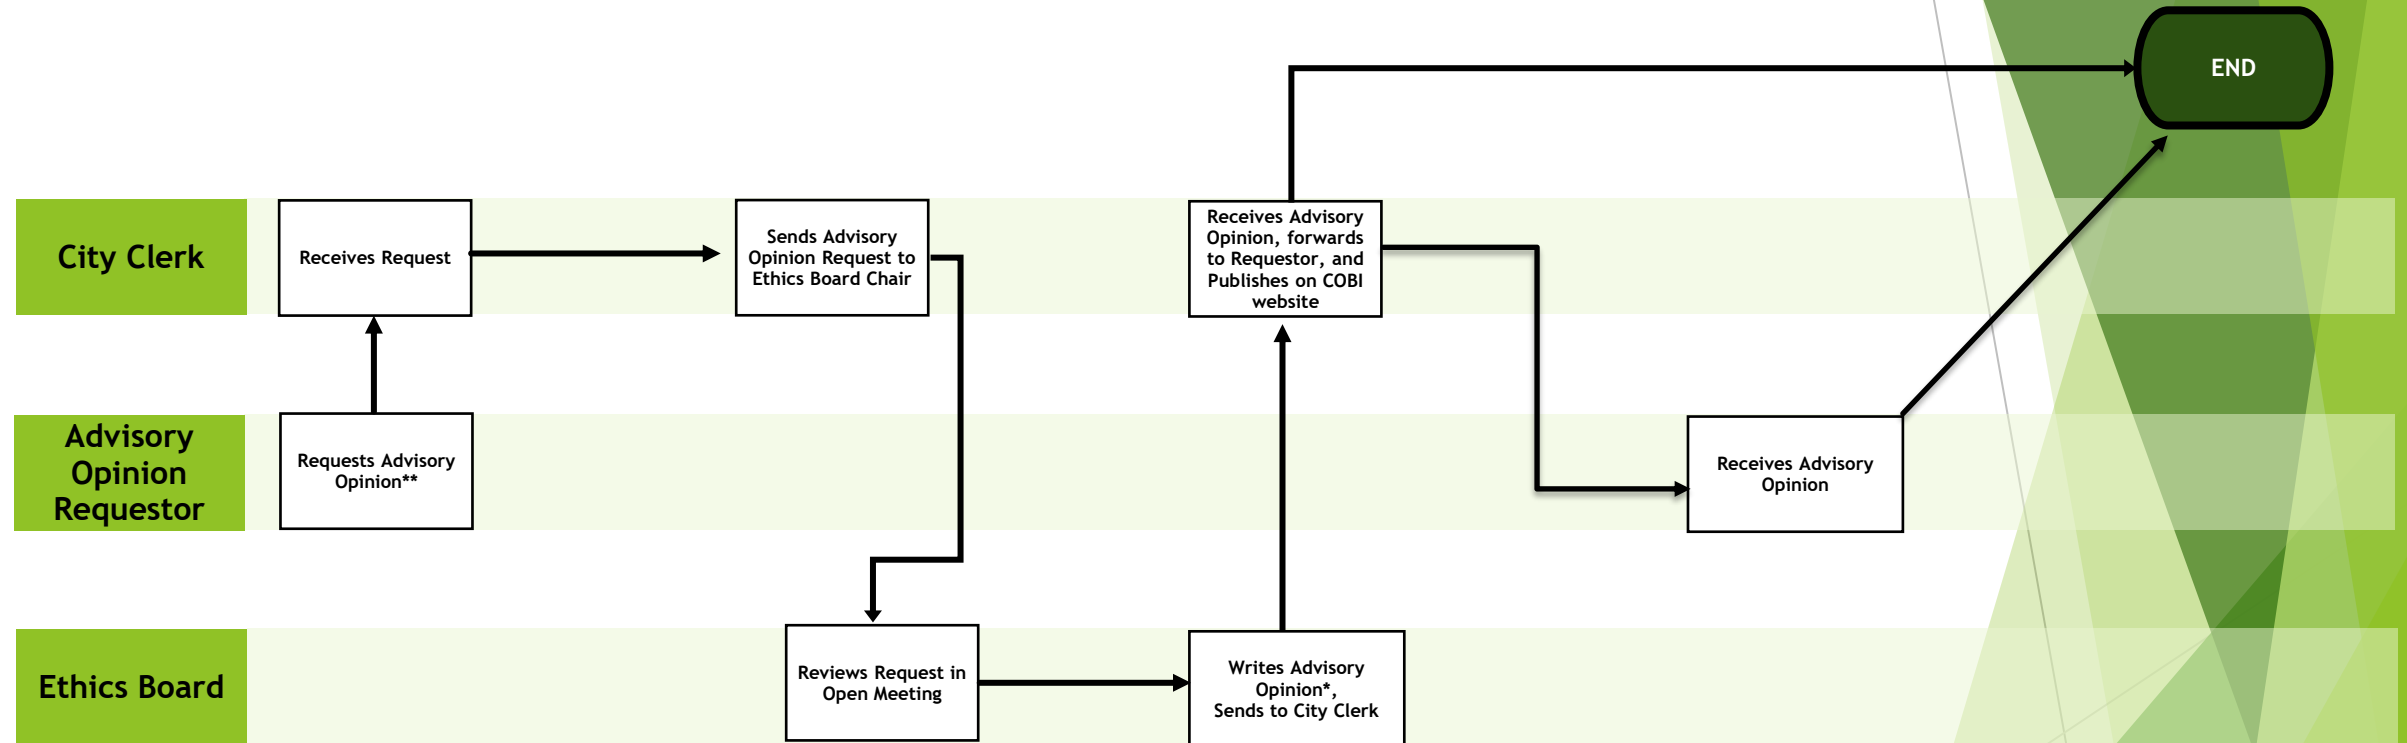 END
City Clerk
Receives Request
Sends Advisory
Opinion Request to
Ethics Board Chair
Receives Advisory
Opinion, forwards
to Requestor, and
Publishes on COBI
website
Advisory
Opinion
Requestor
Requests Advisory
Opinion**
Receives Advisory
Opinion
Ethics Board
Reviews Request in
Open Meeting
Writes Advisory
Opinion*,
Sends to City Clerk